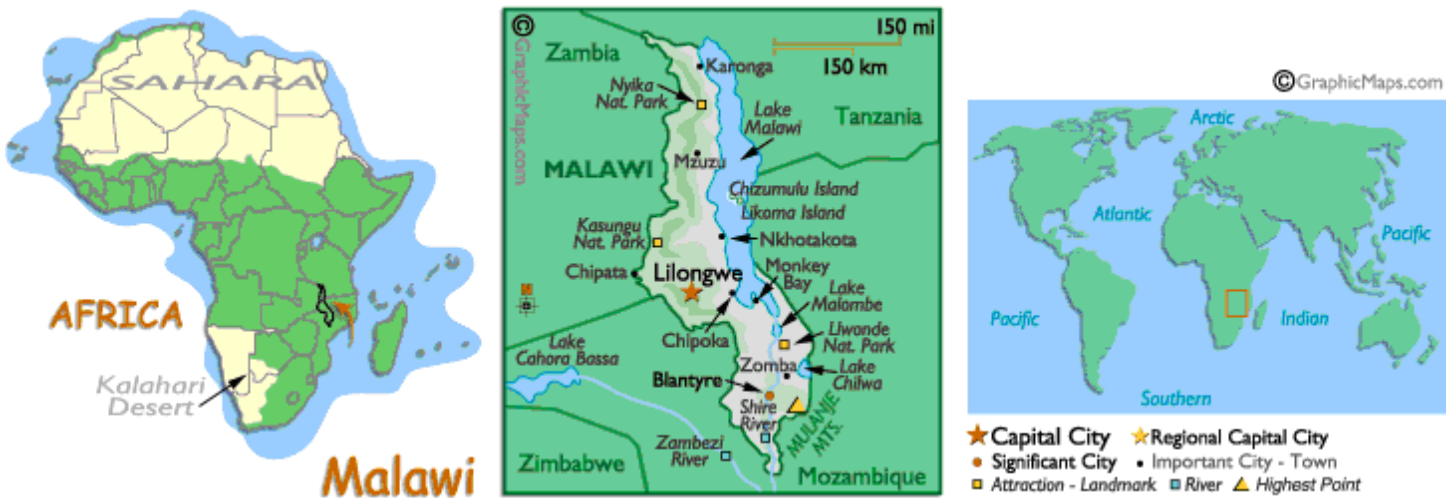 SAHARA
AFRICA
Kalahari
Desert
Malawi
© GraphicMaps.com
150 mi
150 km
Zambia
Karonga
Nyika
Nat. Park
Lake
Malawi
Tanzania
MALAWI
Mzuzu
Chizumulu Island
Likoma Island
Kasungu
Nat. Park
Nkhotakota
Chipata
Lilongwe
Monkey
Bay
Lake
Malombe
Chipoka
Liwonde
Nat. Park
Lake
Cahora Bassa
Zomba
Lake
Chilwa
Blantyre
Shire
River
MULANJE
MTS.
Zambezi
River
Zimbabwe
Mozambique
© GraphicMaps.com
Arctic
Atlantic
Pacific
Pacific
Indian
Southern
Capital City
Regional Capital City
Significant City
Important City - Town
Attraction - Landmark
River
Highest Point